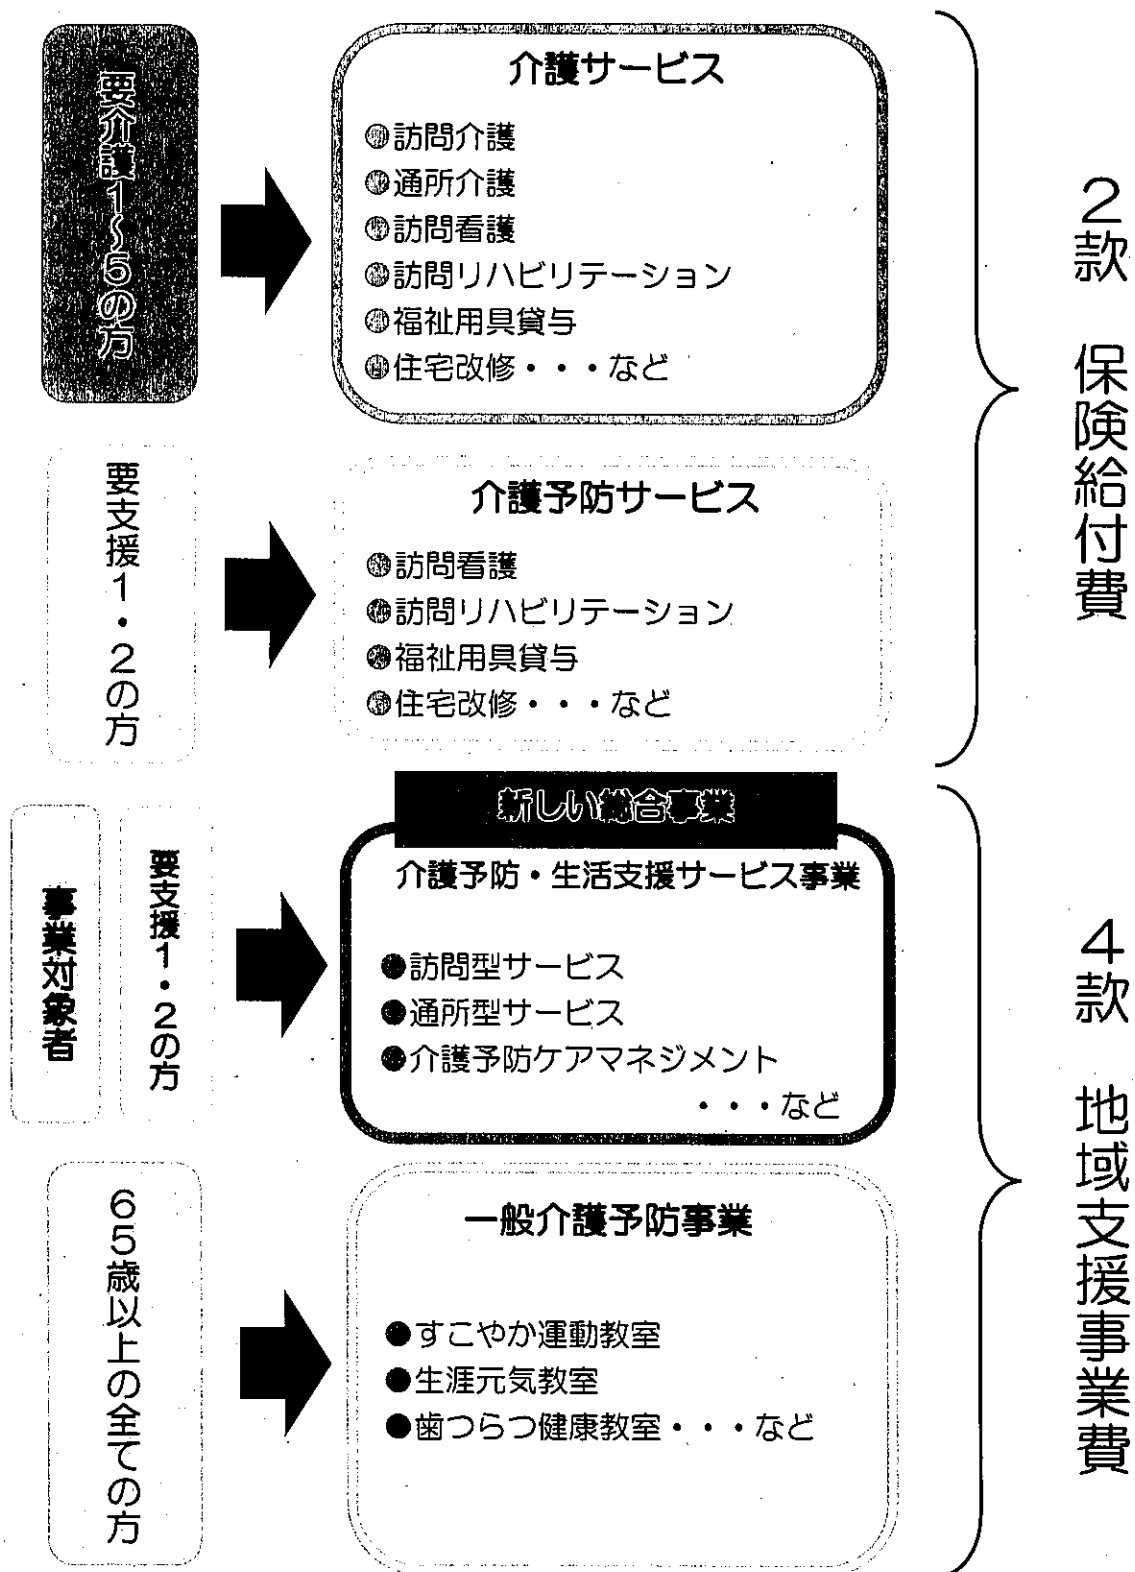 要介護1～5の方
介護サービス
訪問介護
通所介護
訪問看護
訪問リハビリテーション
福祉用具貸与
住宅改修・・・など
要支援1・2の方
介護予防サービス
訪問看護
訪問リハビリテーション
福祉用具貸与
住宅改修・・・など
2款　保険給付費
事業対象者
要支援1・2の方
新しい総合事業
介護予防・生活支援サービス事業
●訪問型サービス
●通所型サービス
●介護予防ケアマネジメント
・・・など
65歳以上の全ての方
一般介護予防事業
●すこやか運動教室
●生涯元気教室
●歯つらつ健康教室・・・など
4款　地域支援事業費